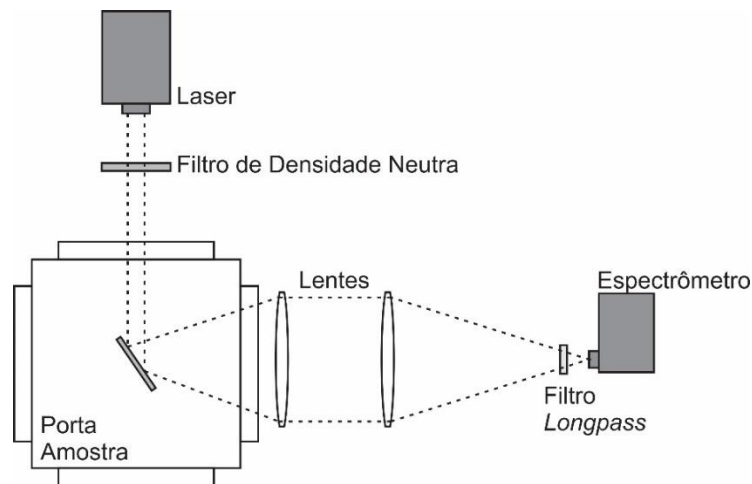 Laser
Filtro de Densidade Neutra
Lentes
Espectrômetro
Filtro
Longpass
Porta
Amostra